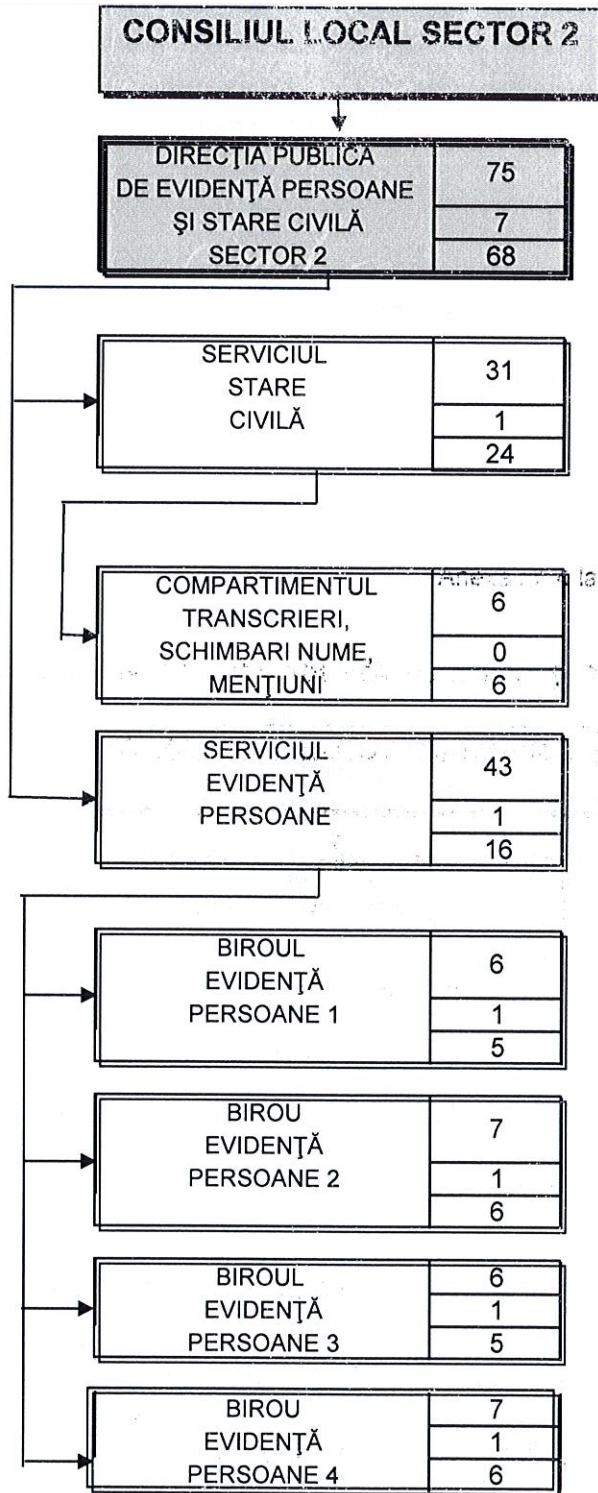 CONSILIUL LOCAL SECTOR 2
DIRECŢIA PUBLICA
DE EVIDENŢĂ PERSOANE
ŞI STARE CIVILĂ
SECTOR 2
75
7
68
SERVICIUL
STARE
CIVILĂ
31
1
24
COMPARTIMENTUL
TRANSCRIERI,
SCHIMBARI NUME,
MENŢIUNI
6
0
6
la
SERVICIUL
EVIDENŢĂ
PERSOANE
43
1
16
BIROUL
EVIDENŢĂ
PERSOANE 1
6
1
5
BIROU
EVIDENŢĂ
PERSOANE 2
7
1
6
BIROUL
EVIDENŢĂ
PERSOANE 3
6
1
5
BIROU
EVIDENŢĂ
PERSOANE 4
7
1
6